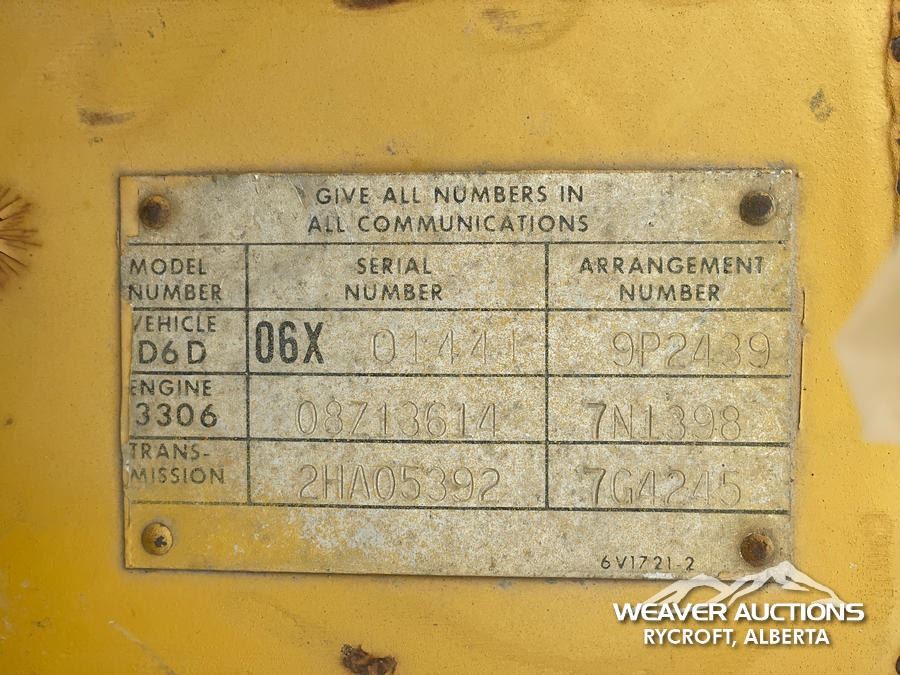 GIVE ALL NUMBERS IN
ALL COMMUNICATIONS
MODEL NUMBER SERIAL NUMBER ARRANGEMENT NUMBER
VEHICLE
D6D 06X 01441 9P2439
ENGINE
3306 08Z13614 7N1398
TRANS-
MISSION 2HA05392 7G4245
6V1721-2
WEAVER AUCTIONS
RYCROFT, ALBERTA